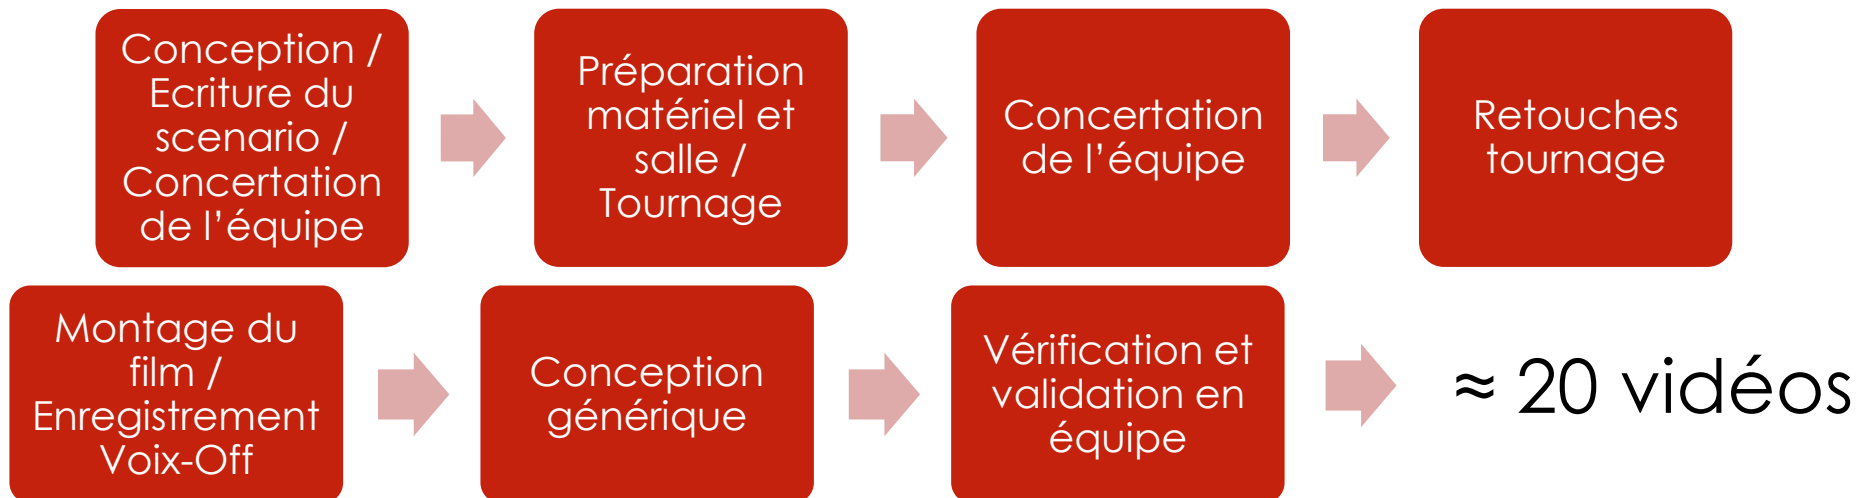 Conception /
Ecriture du
scenario /
Concertation
de l’équipe
Préparation
matériel et
salle /
Tournage
Concertation
de l’équipe
Retouches
tournage
Montage du
film /
Enregistrement
Voix-Off
Conception
générique
Vérification et
validation en
équipe
≈ 20 vidéos